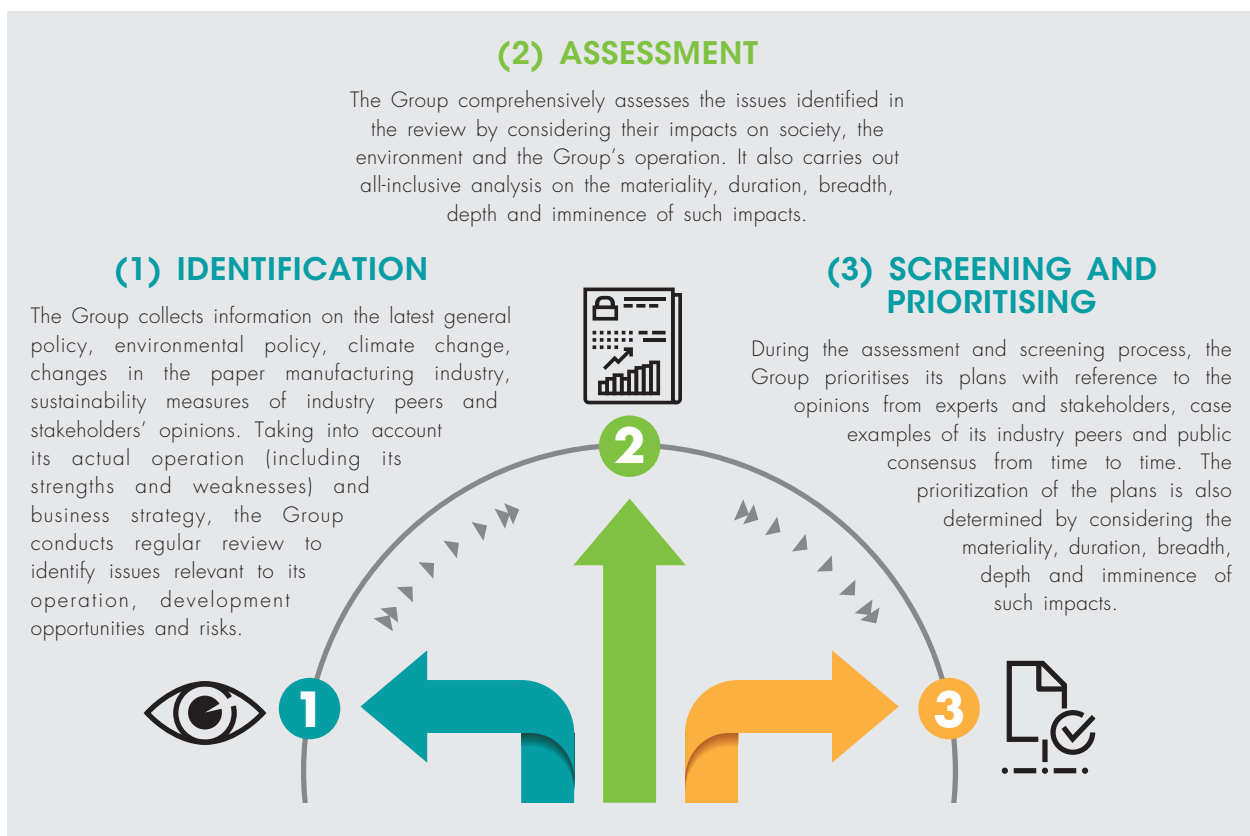 (2) ASSESSMENT
The Group comprehensively assesses the issues identified in
the review by considering their impacts on society, the
environment and the Group's operation. It also carries out
all-inclusive analysis on the materiality, duration, breadth,
depth and imminence of such impacts.
(1) IDENTIFICATION
The Group collects information on the latest general
policy, environmental policy, climate change,
changes in the paper manufacturing industry,
sustainability measures of industry peers and
stakeholders' opinions. Taking into account
its actual operation (including its
strengths and weaknesses) and
business strategy, the Group
conducts regular review to
identify issues relevant to its
operation, development
opportunities and risks.
(3) SCREENING AND
PRIORITISING
During the assessment and screening process, the
Group prioritises its plans with reference to the
opinions from experts and stakeholders, case
examples of its industry peers and public
consensus from time to time. The
prioritization of the plans is also
determined by considering the
materiality, duration, breadth,
depth and imminence of
such impacts.
2
1
3